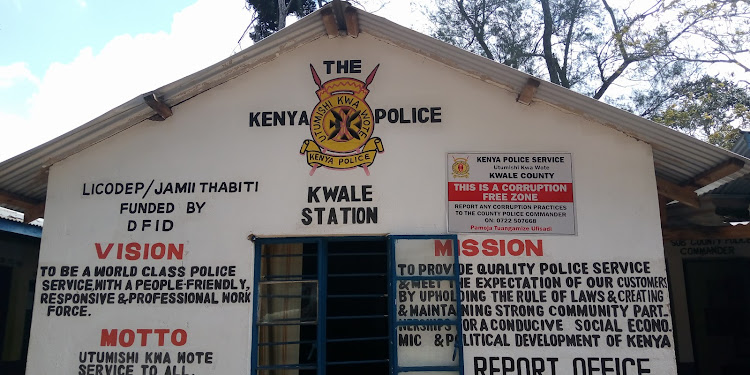 THE
KENYA POLICE
UTUMISHI KWA WOTE
KENYA POLICE
KWALE
STATION
LICODEP/JAMII THABITI
FUNDED BY
DFID
KENYA POLICE SERVICE
Utumishi Kwa Wote
KWALE COUNTY
THIS IS A CORRUPTION
FREE ZONE
REPORT ANY CORRUPTION PRACTICES
TO THE COUNTY POLICE COMMANDER
ON: 0722 507668
Pamoja Tuangamize Ufisadi
VISION
TO BE A WORLD CLASS POLICE
SERVICE, WITH A PEOPLE-FRIENDLY,
RESPONSIVE & PROFESSIONAL WORK
FORCE.
MOTTO
UTUMISHI KWA WOTE
SERVICE TO ALL.
MISSION
TO PROVIDE QUALITY POLICE SERVICE
& MEET THE EXPECTATION OF OUR CUSTOMERS
BY UPHOLDING THE RULE OF LAWS & CREATING
& MAINTAINING STRONG COMMUNITY PART-
NERSHIPS FOR A CONDUCIVE SOCIAL ECONO-
MIC & POLITICAL DEVELOPMENT OF KENYA
REPORT OFFICE
COUNTY
COMMANDER